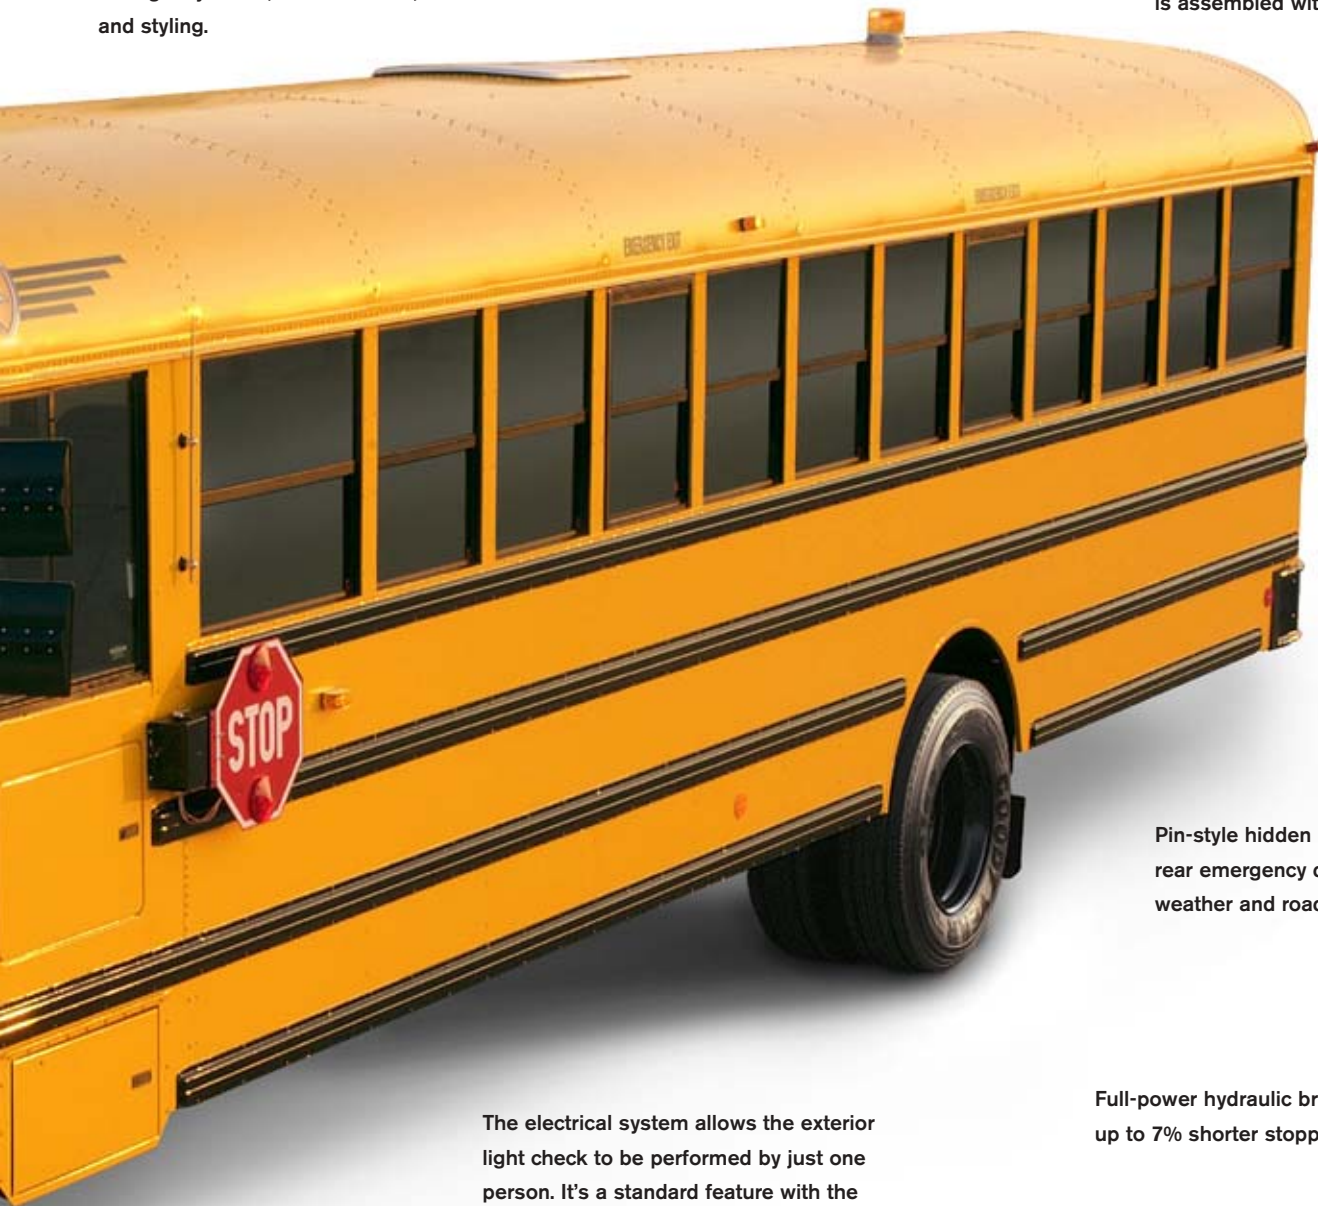 and styling.
is assembled wit
EMERGENCY EXIT
EMERGENCY EXIT
STOP
Pin-style hidden
rear emergency
weather and road
Full-power hydraulic br
up to 7% shorter stopp
The electrical system allows the exterior
light check to be performed by just one
person. It's a standard feature with the